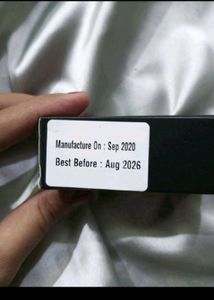 Manufacture On : Sep 2020
Best Before : Aug 2026